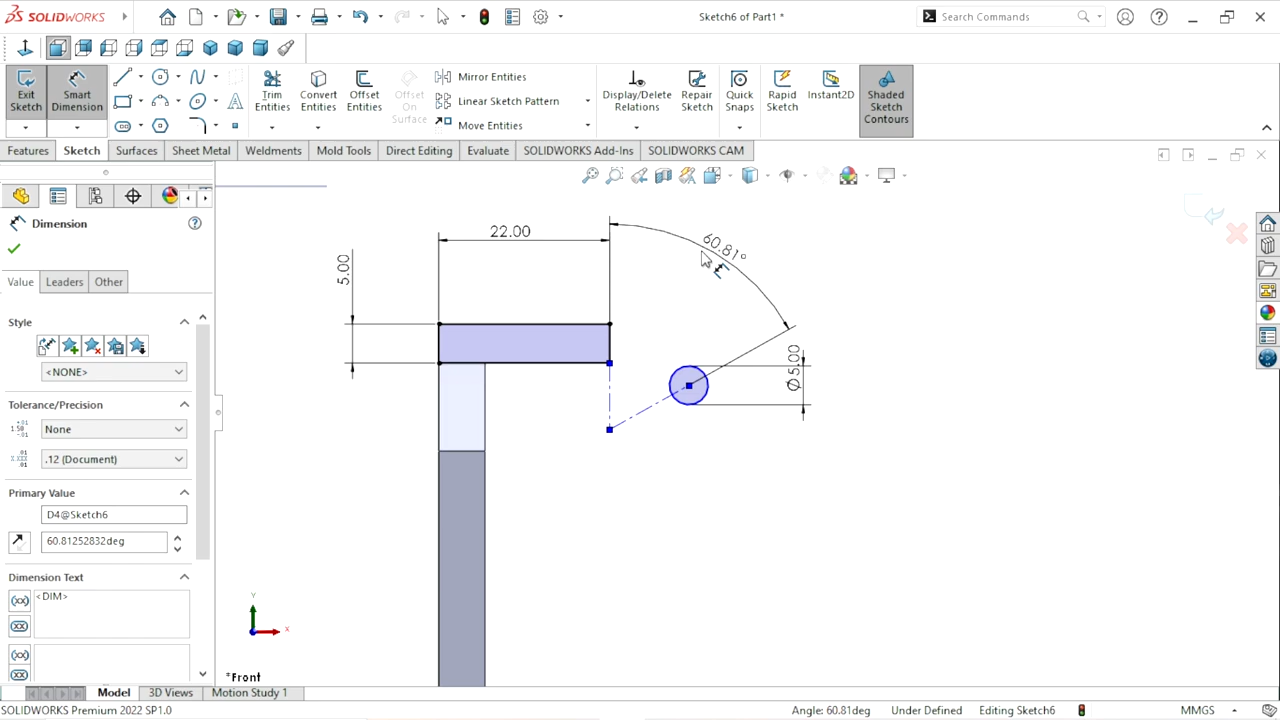 SOLIDWORKS
Sketch6 of Part1 *
Search Commands
Exit Sketch
Smart Dimension
Trim Entities
Convert Entities
Offset Entities
Offset On Surface
Mirror Entities
Linear Sketch Pattern
Move Entities
Display/Delete Relations
Repair Sketch
Quick Snaps
Rapid Sketch
Instant2D
Shaded Sketch Contours
Features
Sketch
Surfaces
Sheet Metal
Weldments
Mold Tools
Direct Editing
Evaluate
SOLIDWORKS Add-Ins
SOLIDWORKS CAM
Dimension
Value
Leaders
Other
Style
<NONE>
Tolerance/Precision
None
.12 (Document)
Primary Value
D4@Sketch6
60.81252832deg
Dimension Text
<DIM>
22.00
5.00
60.81°
Ø5.00
Y
X
*Front
Model
3D Views
Motion Study 1
SOLIDWORKS Premium 2022 SP1.0
Angle: 60.81deg
Under Defined
Editing Sketch6
MMGS